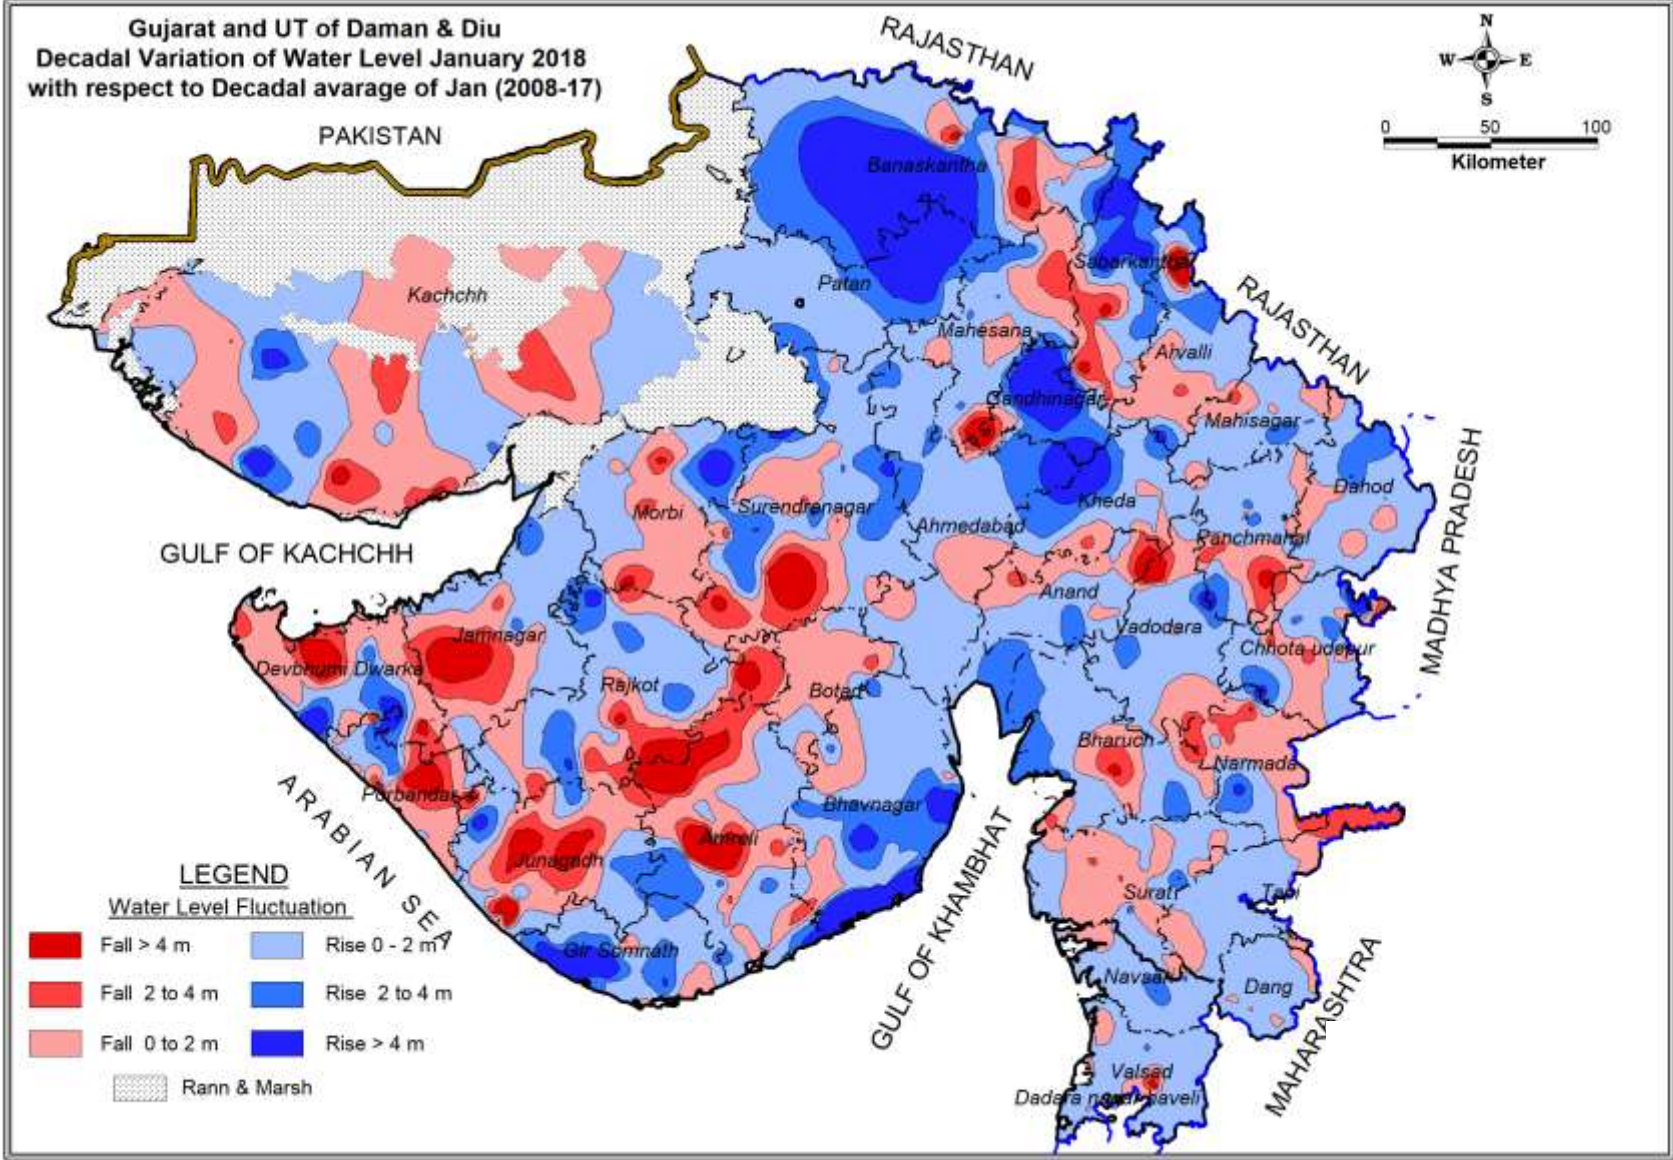 Gujarat and UT of Daman & Diu
Decadal Variation of Water Level January 2018
with respect to Decadal avarage of Jan (2008-17)
N
W E
S
0 50 100
Kilometer
RAJASTHAN
PAKISTAN
Banaskantha
Sabarkantha
Kachchh
Patan
RAJASTHAN
Mahesana
Arvalli
Gandhinagar
Mahisagar
Dahod
Morbi
Surendranagar
Kheda
Ahmedabad
Panchmahal
MADHYA PRADESH
GULF OF KACHCHH
Anand
Vadodara
Jamnagar
Chhota udepur
Devbhumi Dwarka
Rajkot
Botad
Bharuch
Narmada
Porbandar
Bhavnagar
ARABIAN SEA
Amreli
Junagadh
GULF OF KHAMBHAT
Surat
Tapi
Gir Somnath
Navsari
Dang
MAHARASHTRA
Valsad
Dadara nagar haveli
LEGEND
Water Level Fluctuation
Fall > 4 m Rise 0 - 2 m
Fall 2 to 4 m Rise 2 to 4 m
Fall 0 to 2 m Rise > 4 m
Rann & Marsh